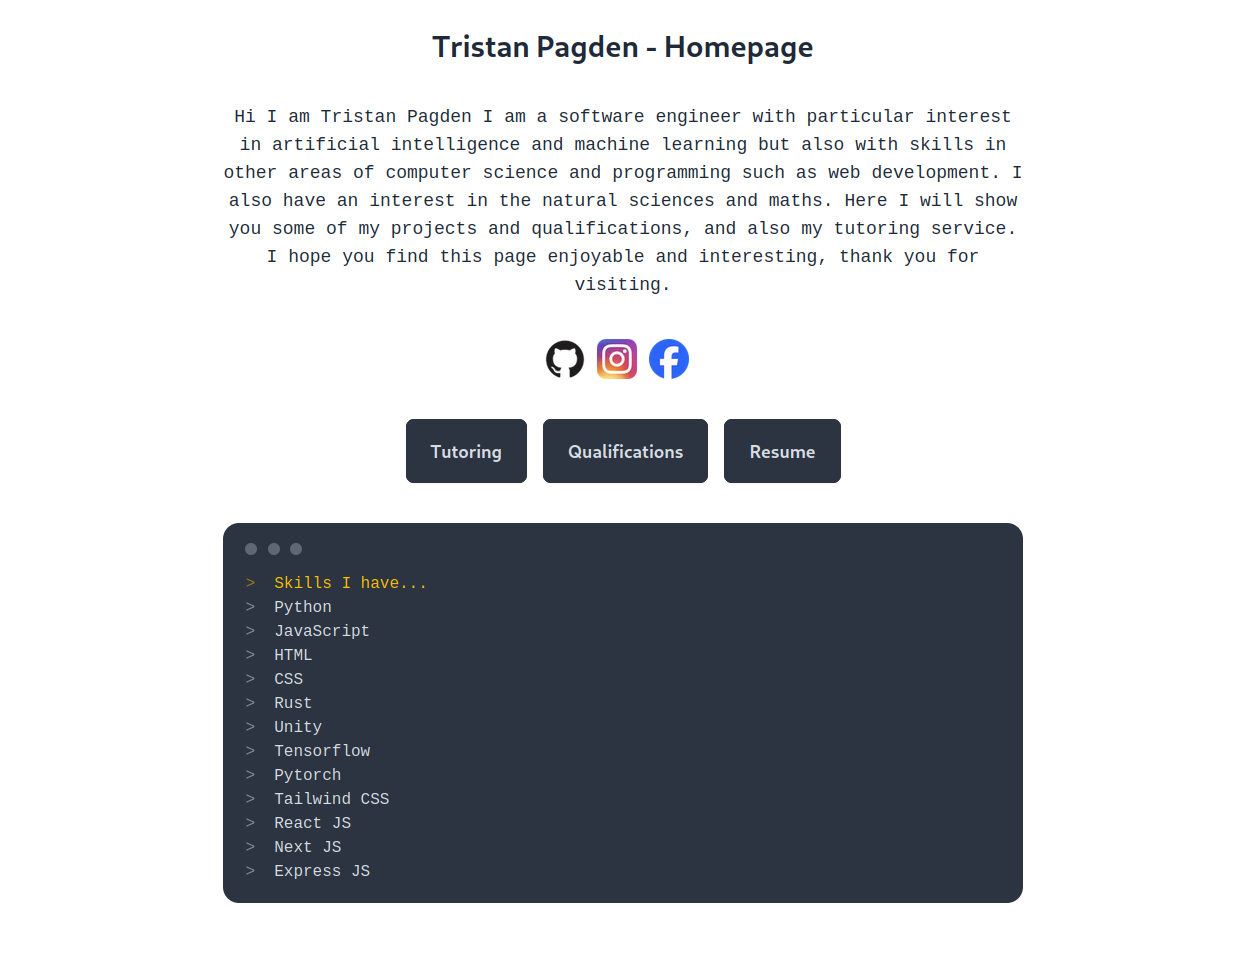 Tristan Pagden - Homepage
Hi I am Tristan Pagden I am a software engineer with particular interest
in artificial intelligence and machine learning but also with skills in
other areas of computer science and programming such as web development. I
also have an interest in the natural sciences and maths. Here I will show
you some of my projects and qualifications, and also my tutoring service.
I hope you find this page enjoyable and interesting, thank you for
visiting.
Tutoring
Qualifications
Resume
> Skills I have...
> Python
> JavaScript
> HTML
> CSS
> Rust
> Unity
> Tensorflow
> Pytorch
> Tailwind CSS
> React JS
> Next JS
> Express JS